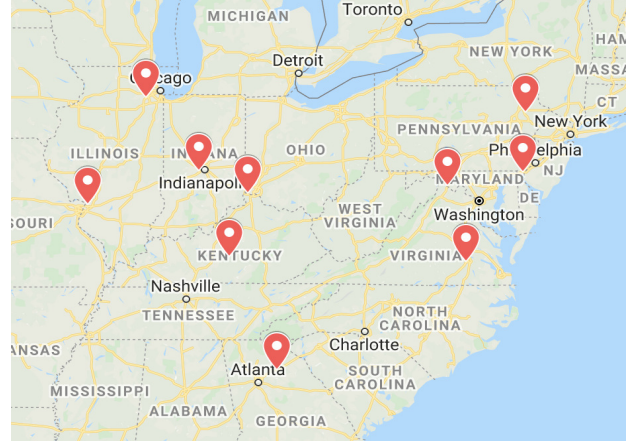 Toronto
MICHIGAN
Detroit
NEW YORK
HAM
MASSA
Chicago
CT
New York
PENNSYLVANIA
ILLINOIS
INDIANA
OHIO
Philadelphia
Indianapolis
MARYLAND
NJ
DE
WEST
VIRGINIA
Washington
SOURI
KENTUCKY
VIRGINIA
Nashville
TENNESSEE
NORTH
CAROLINA
Charlotte
ANSAS
Atlanta
SOUTH
CAROLINA
MISSISSIPPI
ALABAMA
GEORGIA